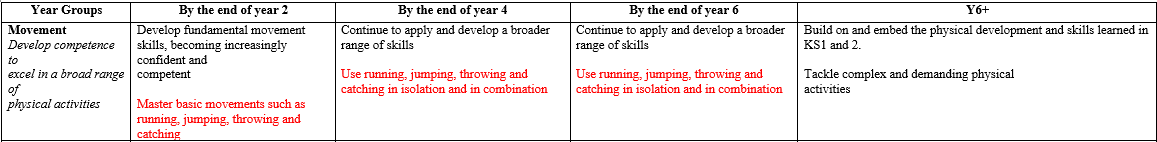 Year Groups
By the end of year 2
By the end of year 4
By the end of year 6
Y6+
Movement
Develop competence
to
excel in a broad range
of
physical activities
Develop fundamental movement
skills, becoming increasingly
confident and
competent
Master basic movements such as
running, jumping, throwing and
catching
Continue to apply and develop a broader
range of skills
Use running, jumping, throwing and
catching in isolation and in combination
Continue to apply and develop a broader
range of skills
Use running, jumping, throwing and
catching in isolation and in combination
Build on and embed the physical development and skills learned in
KS1 and 2.
Tackle complex and demanding physical
activities